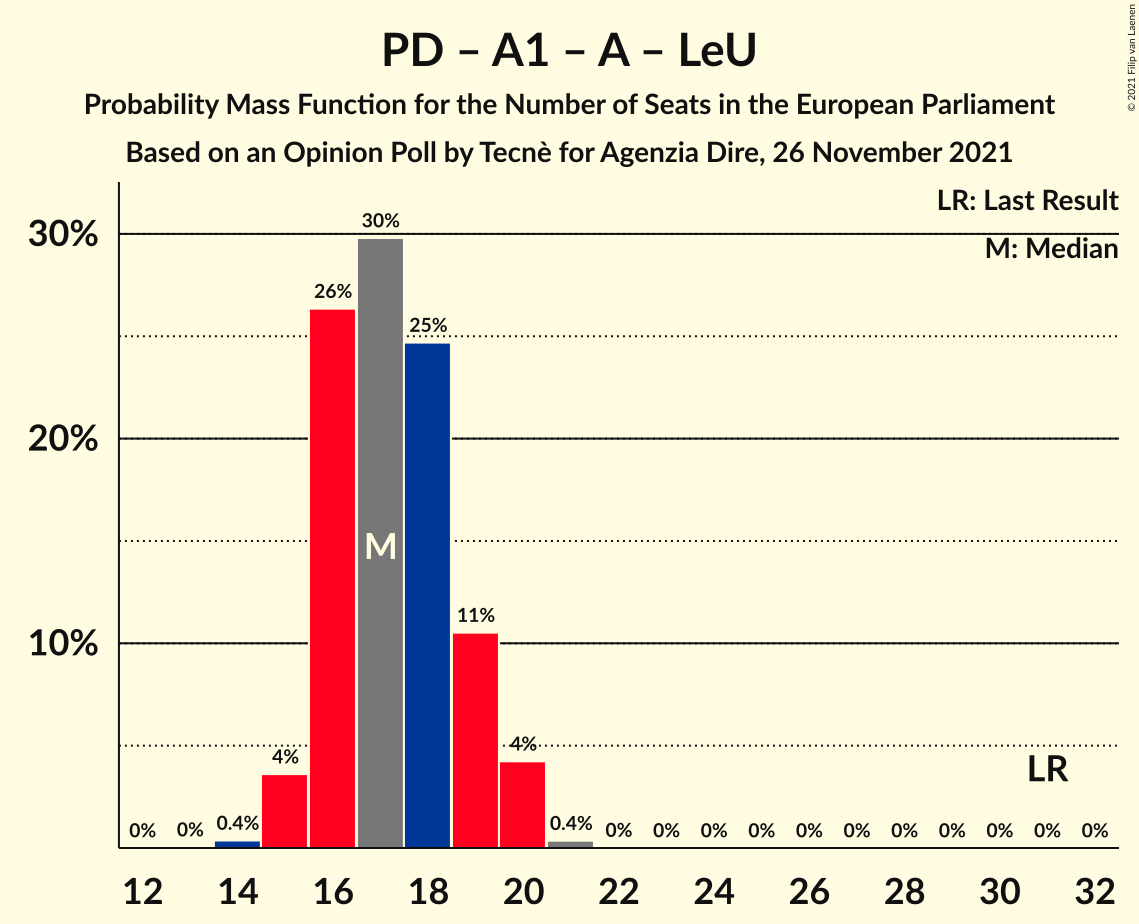 PD – A1 – A – LeU
Probability Mass Function for the Number of Seats in the European Parliament
Based on an Opinion Poll by Tecnè for Agenzia Dire, 26 November 2021
© 2021 Filip van Laenen
LR: Last Result
M: Median
30%
20%
10%
0% 0% 0.4% 4% 26% 30% 25% 11% 4% 0.4% 0% 0% 0% 0% 0% 0% 0% 0% 0% 0% 0%
M
LR
12 14 16 18 20 22 24 26 28 30 32